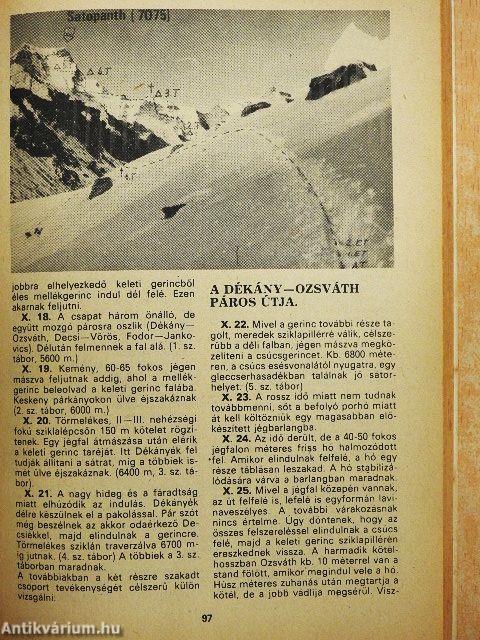 Satopanth (7075)
△4.T
△3.T
2.ET
1.ET
A.T
N
jobbra elhelyezkedő keleti gerincből
éles mellékgerinc indul dél felé. Ezen
akarnak feljutni.
X. 18. A csapat három önálló, de
együtt mozgó párosra oszlik (Dékány—
Ozsváth, Decsi—Vörös, Fodor—Janko-
vics). Délután felmennek a fal alá. (1. sz.
tábor, 5600 m.)
X. 19. Kemény, 60-65 fokos jégen
mászva feljutnak addig, ahol a mellék-
gerinc beleolvad a keleti gerinc falába.
Keskeny párkányokon ülve éjszakáznak
(2. sz. tábor, 6000 m.)
X. 20. Törmelékes, II—III. nehézségi
fokú sziklalépcsőn 150 m kötelet rögzí-
tenek. Egy jégfal átmászása után elérik
a keleti gerinc taréját. Itt Dékányék fel
tudják állítani a sátrat, míg a többiek is-
mét ülve éjszakáznak. (6400 m, 3. sz. tá-
bor).
X. 21. A nagy hideg és a fáradtság
miatt elhúzódik az indulás. Dékányék
délre készülnek el a pakolással. Pár szót
még beszélnek az akkor odaérkező De-
csiékkel, majd elindulnak a gerincre.
Törmelékes sziklán traverzálva 6700 m-
ig jutnak. (4. sz. tábor) A többiek a 3. sz.
táborban maradnak.
A továbbiakban a két részre szakadt
csoport tevékenységét célszerű külön
vizsgálni:
A DÉKÁNY—OZSVÁTH
PÁROS ÚTJA.
X. 22. Mivel a gerinc további része ta-
golt, meredek sziklapillérré válik, célsze-
rűbb a déli falban, jégen mászva megkö-
zelíteni a csúcsgerincet. Kb. 6800 méte-
ren, a csúcs esésvonalától nyugatra, egy
gleccserhasadékban találnak jó sátor-
helyet. (5. sz. tábor)
X. 23. A rossz idő miatt nem tudnak
továbbmenni, sőt a befolyó porhó miatt
át kell költözniük egy magasabban elő-
készített jégbarlangba.
X. 24. Az idő derült, de a 40-50 fokos
jégfalon méteres friss hó halmozódott
fel. Amikor elindulnak felfelé, a hó egy
része táblásan leszakad. A hó stabilizá-
lódására várva a barlangban maradnak.
X. 25. Mivel a jégfal közepén vannak,
az út felfelé is, lefelé is egyformán lavi-
naveszélyes. A további várakozásnak
nincs értelme. Úgy döntenek, hogy az
összes felszereléssel elindulnak a csúcs
felé, majd a keleti gerinc sziklapillérén
ereszkednek vissza. A harmadik kötél-
hosszban Ozsváth kb. 10 méterrel van a
stand fölött, amikor megindul vele a hó.
Húsz méteres zuhanás után megtartja a
kötél, de a jobb vádlija megsérül. Visz-
97
Antikvárium.hu